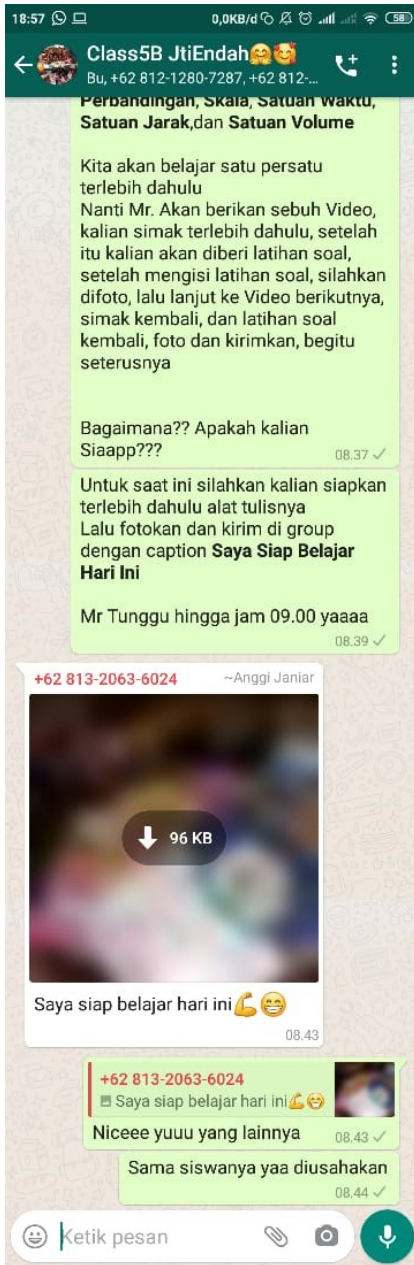 18:57 0,0KB/d 58
Class5B JtiEndah🤗🥰
Bu, +62 812-1280-7287, +62 812-...
Perbandingan, Skala, Satuan Waktu,
Satuan Jarak,dan Satuan Volume
Kita akan belajar satu persatu
terlebih dahulu
Nanti Mr. Akan berikan sebuh Video,
kalian simak terlebih dahulu, setelah
itu kalian akan diberi latihan soal,
setelah mengisi latihan soal, silahkan
difoto, lalu lanjut ke Video berikutnya,
simak kembali, dan latihan soal
kembali, foto dan kirimkan, begitu
seterusnya
Bagaimana?? Apakah kalian
Siaapp???
08.37
Untuk saat ini silahkan kalian siapkan
terlebih dahulu alat tulisnya
Lalu fotokan dan kirim di group
dengan caption Saya Siap Belajar
Hari Ini
Mr Tunggu hingga jam 09.00 yaaaa
08.39
+62 813-2063-6024 ~Anggi Janiar
96 KB
Saya siap belajar hari ini💪😁
08.43
+62 813-2063-6024
Saya siap belajar hari ini💪😁
Niceee yuuu yang lainnya 08.43
Sama siswanya yaa diusahakan
08.44
Ketik pesan